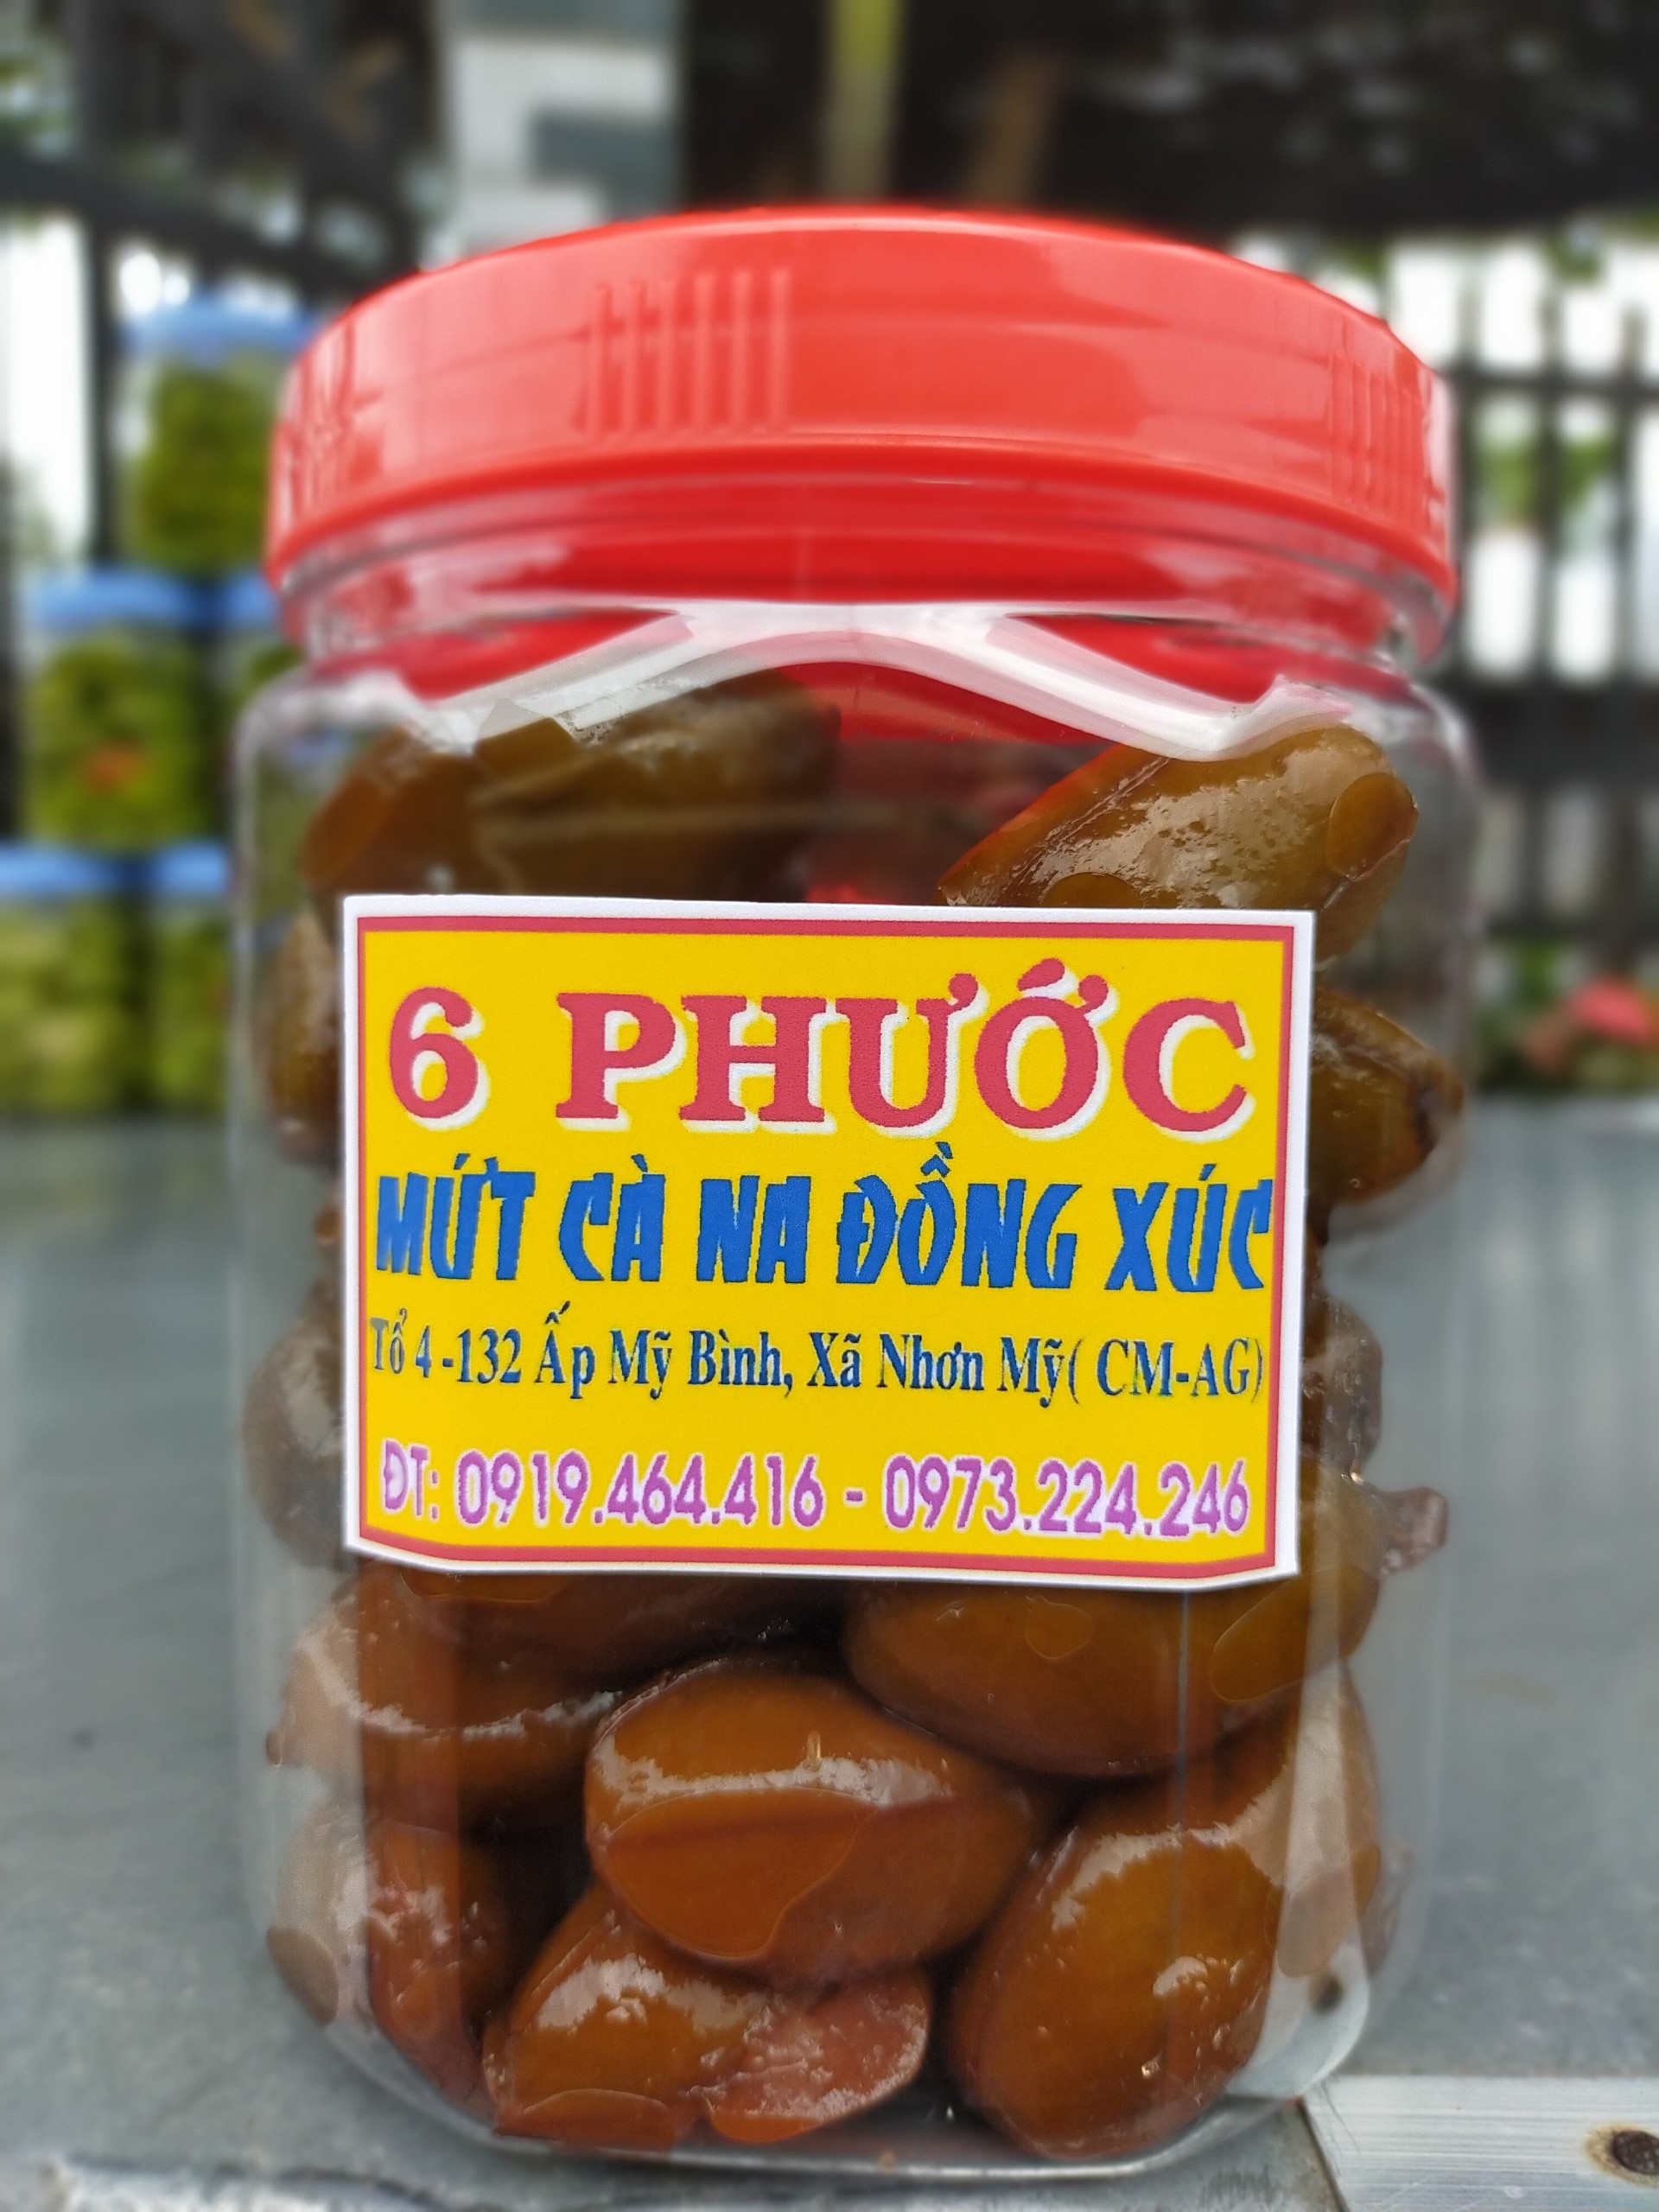 6 PHƯỚC
MỨT CÀ NA ĐỒNG XÚC
Tổ 4 -132 Ấp Mỹ Bình, Xã Nhơn Mỹ( CM-AG)
ĐT: 0919.464.416 - 0973.224.246